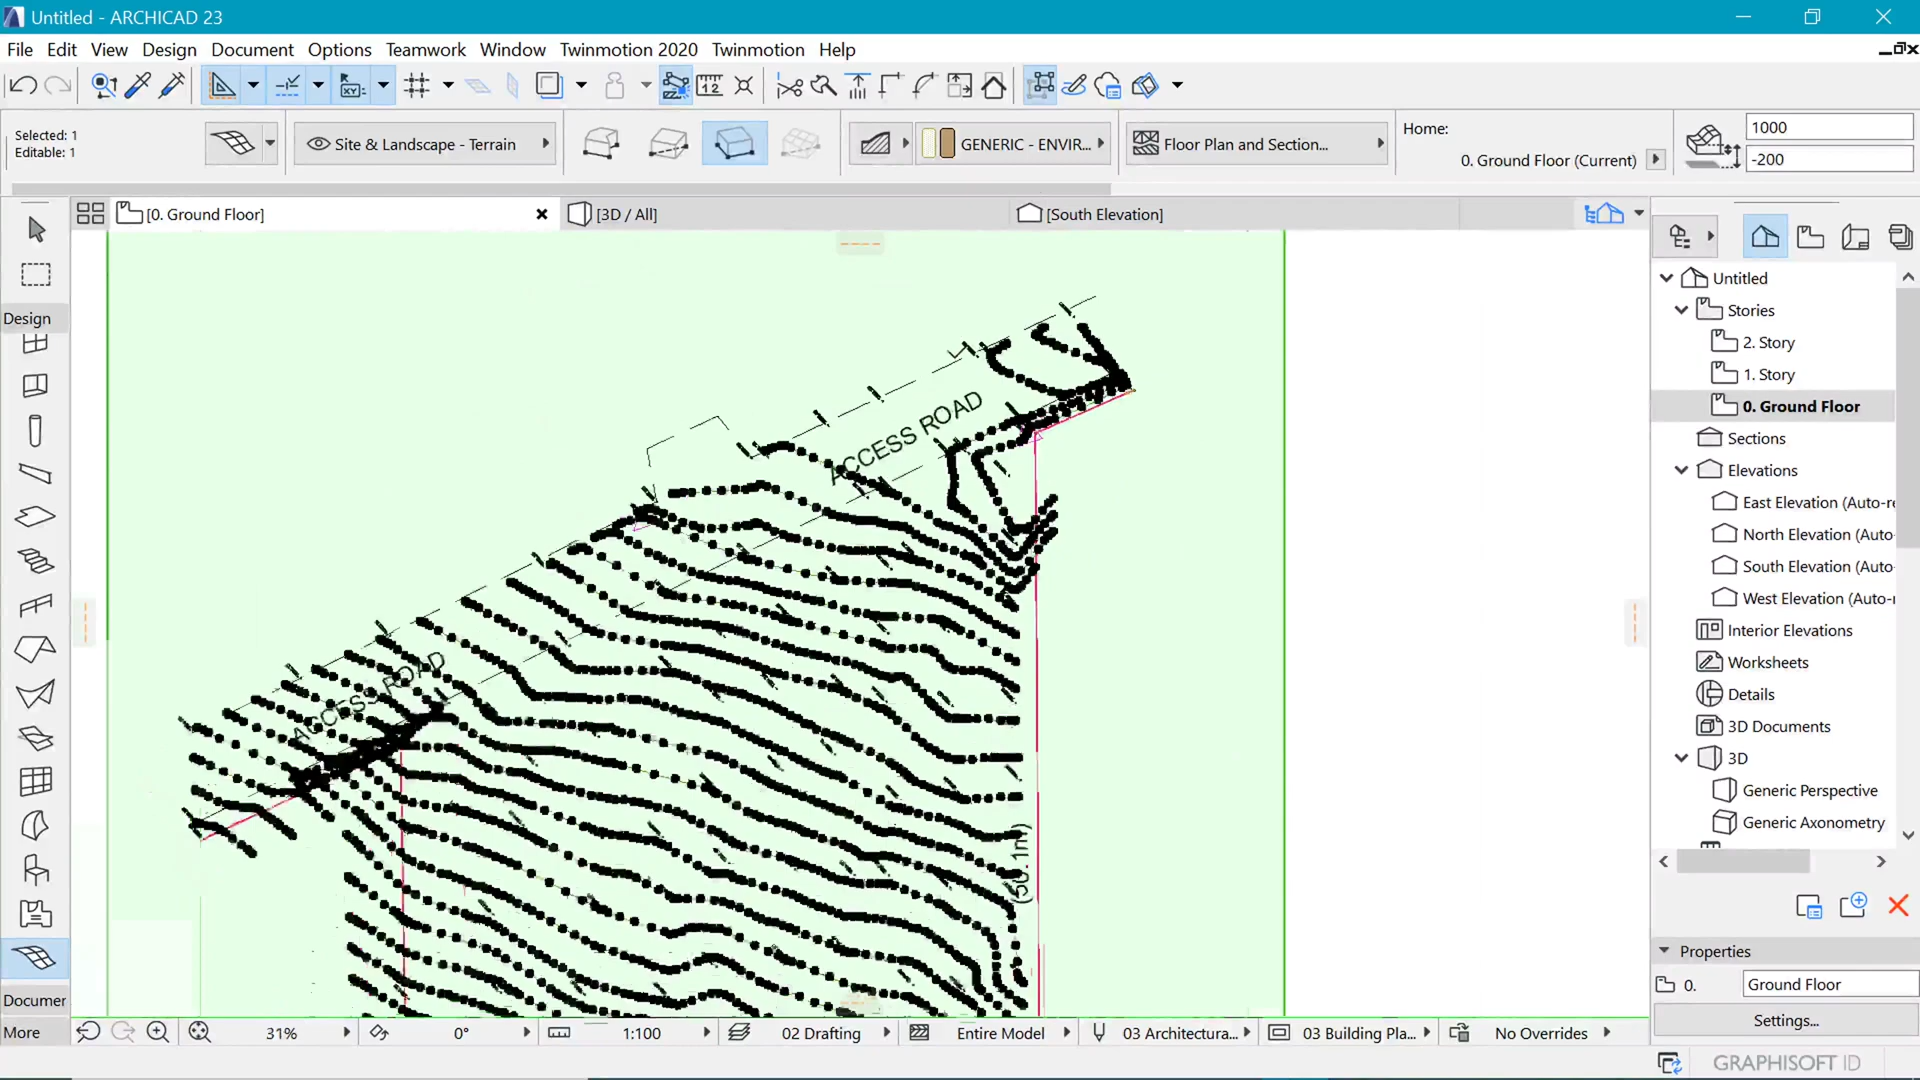 Untitled - ARCHICAD 23
File Edit View Design Document Options Teamwork Window Twinmotion 2020 Twinmotion Help
Selected: 1
Editable: 1
Site & Landscape - Terrain
GENERIC - ENVIR...
Floor Plan and Section...
Home:
0. Ground Floor (Current)
1000
-200
[0. Ground Floor]
[3D / All]
[South Elevation]
Design
ACCESS ROAD
ACCESS ROAD
(50.1m)
Untitled
Stories
2. Story
1. Story
0. Ground Floor
Sections
Elevations
East Elevation (Auto-re
North Elevation (Auto
South Elevation (Auto
West Elevation (Auto-r
Interior Elevations
Worksheets
Details
3D Documents
3D
Generic Perspective
Generic Axonometry
Properties
0.
Ground Floor
Settings...
Documer
More
31%
0°
1:100
02 Drafting
Entire Model
03 Architectura...
03 Building Pla...
No Overrides
GRAPHISOFT ID